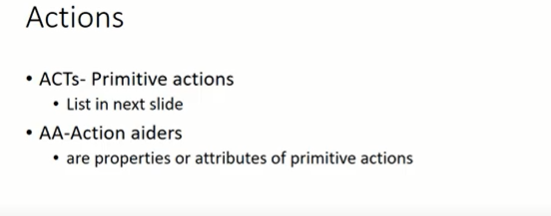 Actions
• ACTs- Primitive actions
• List in next slide
• AA-Action aiders
• are properties or attributes of primitive actions